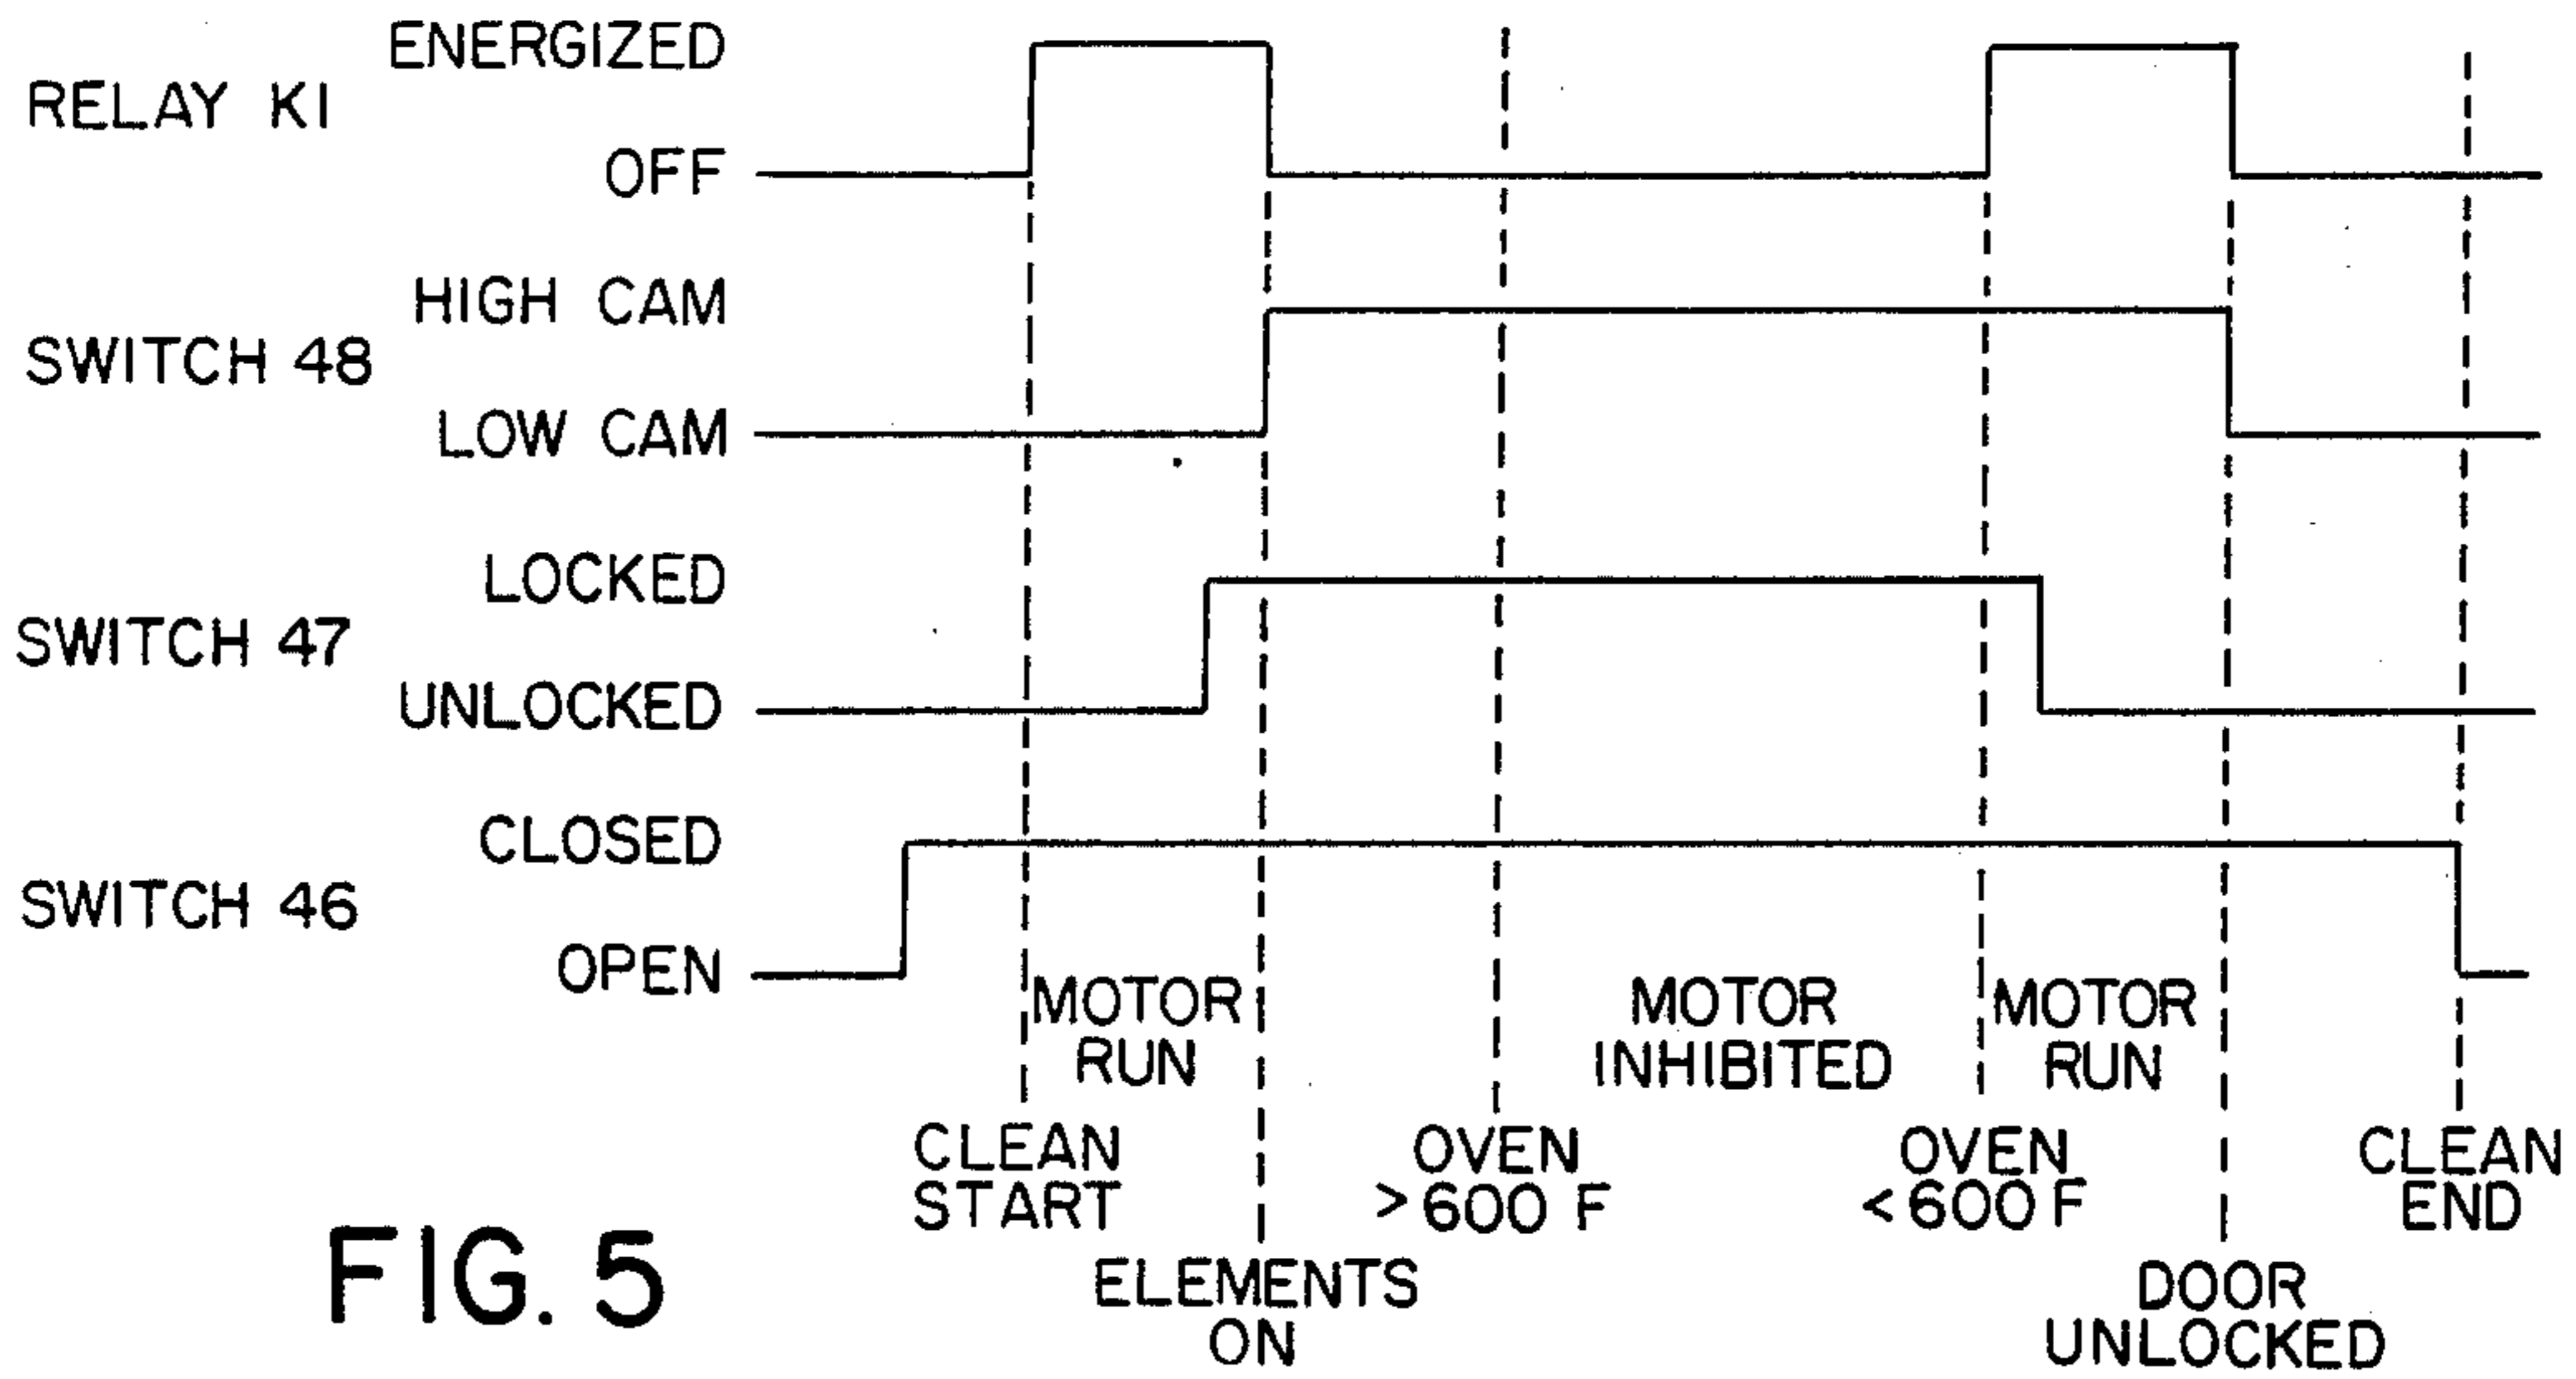 ENERGIZED
RELAY K1
OFF
HIGH CAM
SWITCH 48
LOW CAM
LOCKED
SWITCH 47
UNLOCKED
CLOSED
SWITCH 46
OPEN
MOTOR
RUN
MOTOR
INHIBITED
MOTOR
RUN
CLEAN
START
OVEN
>600 F
OVEN
<600 F
CLEAN
END
ELEMENTS
ON
DOOR
UNLOCKED
FIG. 5